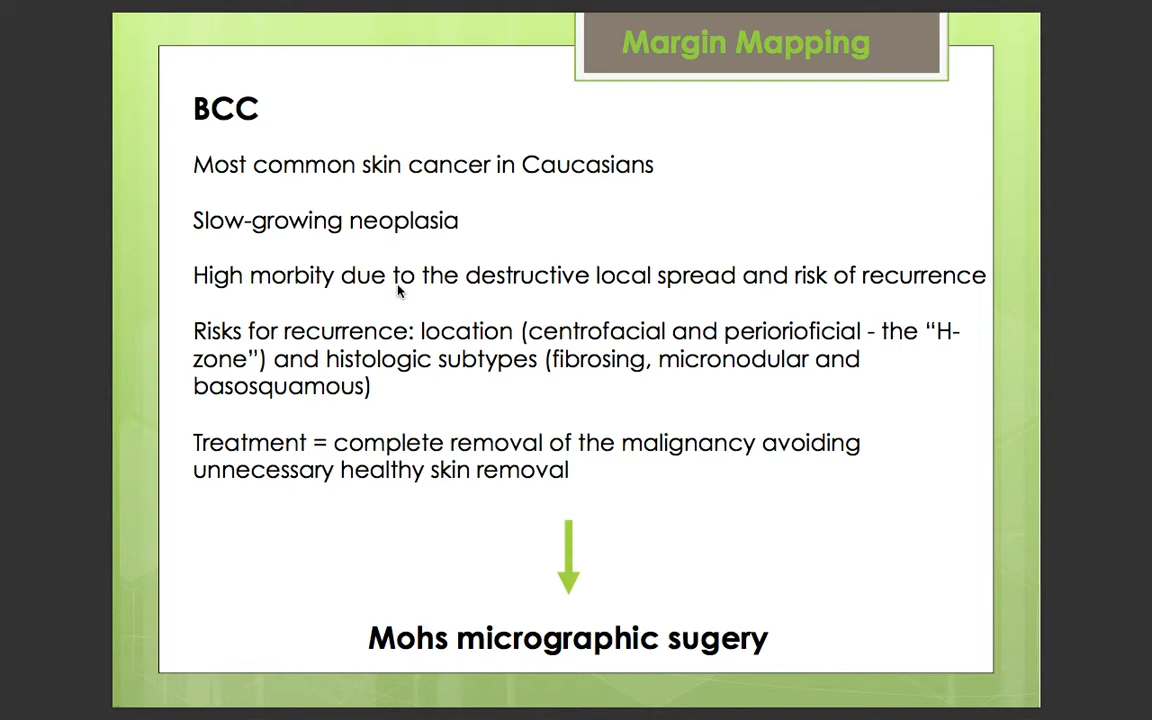 Margin Mapping
BCC
Most common skin cancer in Caucasians
Slow-growing neoplasia
High morbity due to the destructive local spread and risk of recurrence
Risks for recurrence: location (centrofacial and periorioficial - the “H-
zone”) and histologic subtypes (fibrosing, micronodular and
basosquamous)
Treatment = complete removal of the malignancy avoiding
unnecessary healthy skin removal
Mohs micrographic sugery